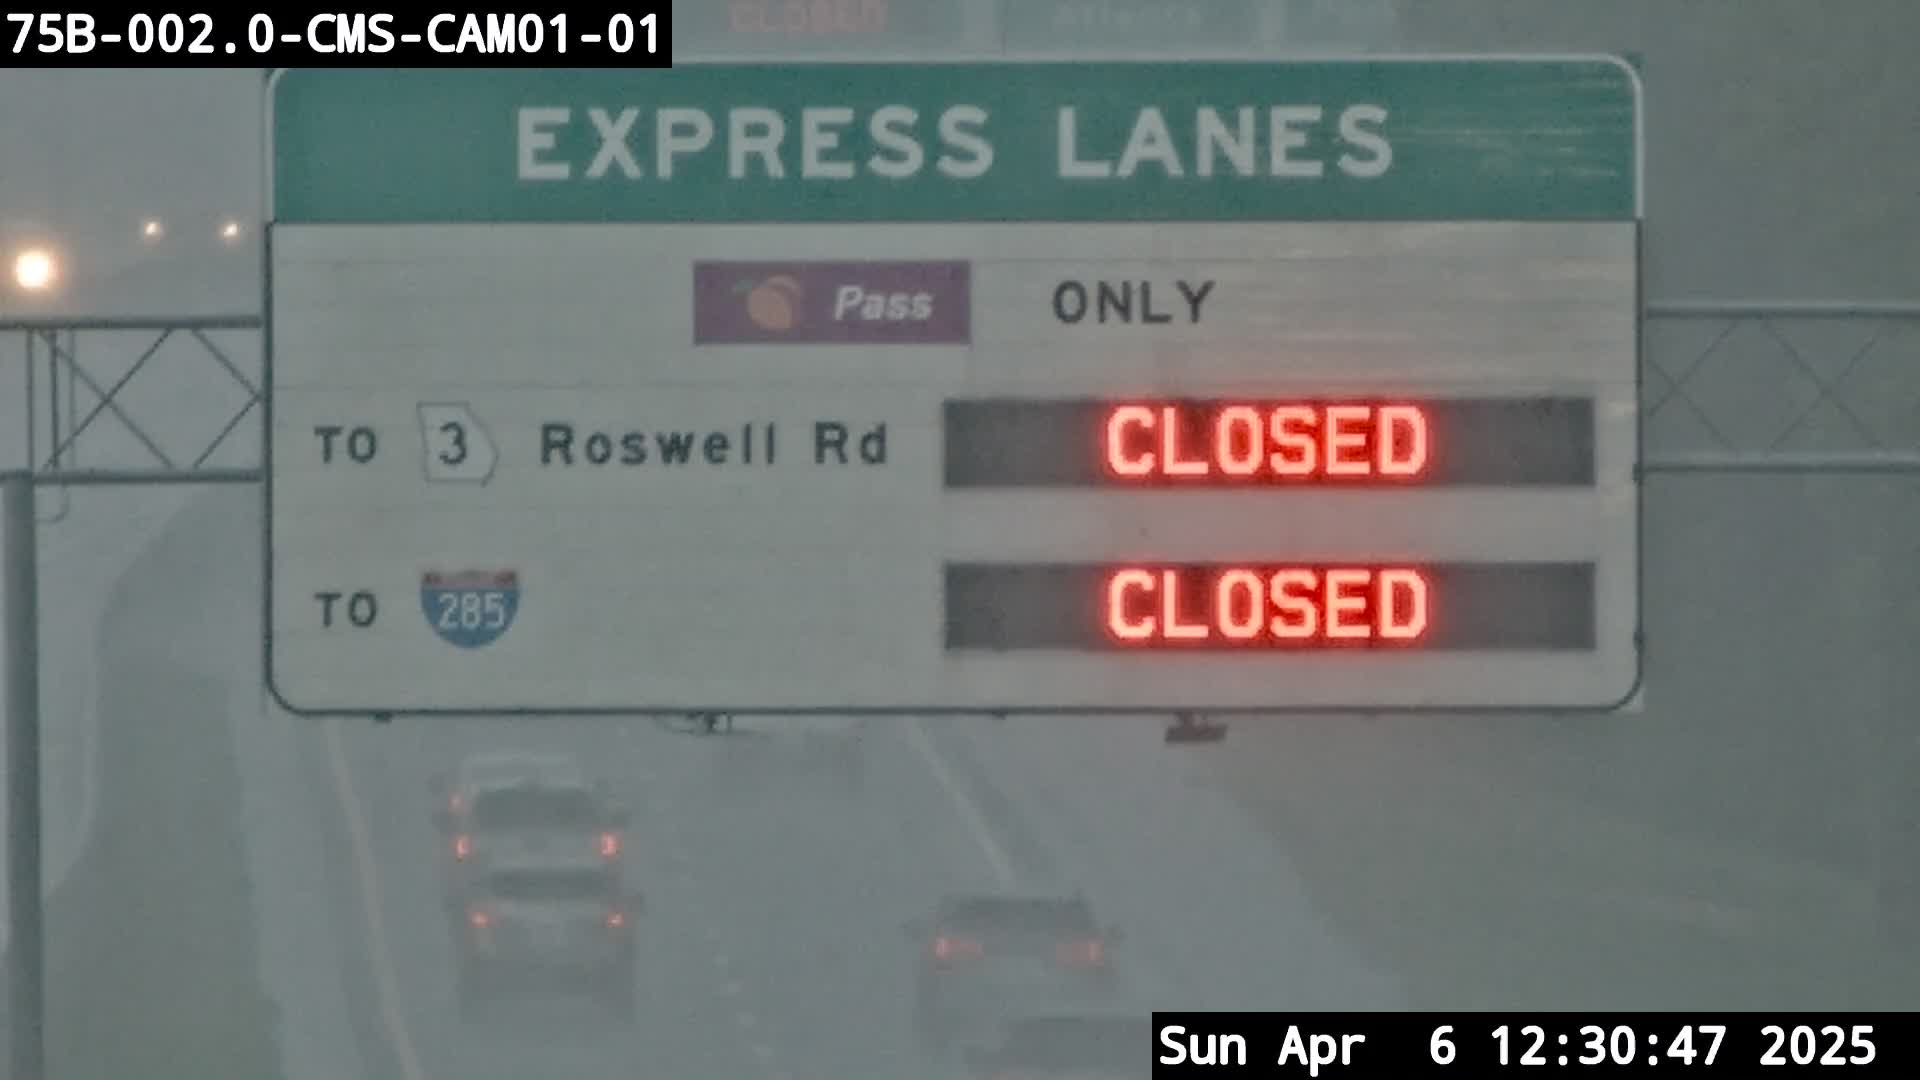 75B-002.0-CMS-CAM01-01
CLOSED
EXPRESS LANES
Pass ONLY
TO 3 Roswell Rd CLOSED
TO 285 CLOSED
Sun Apr 6 12:30:47 2025